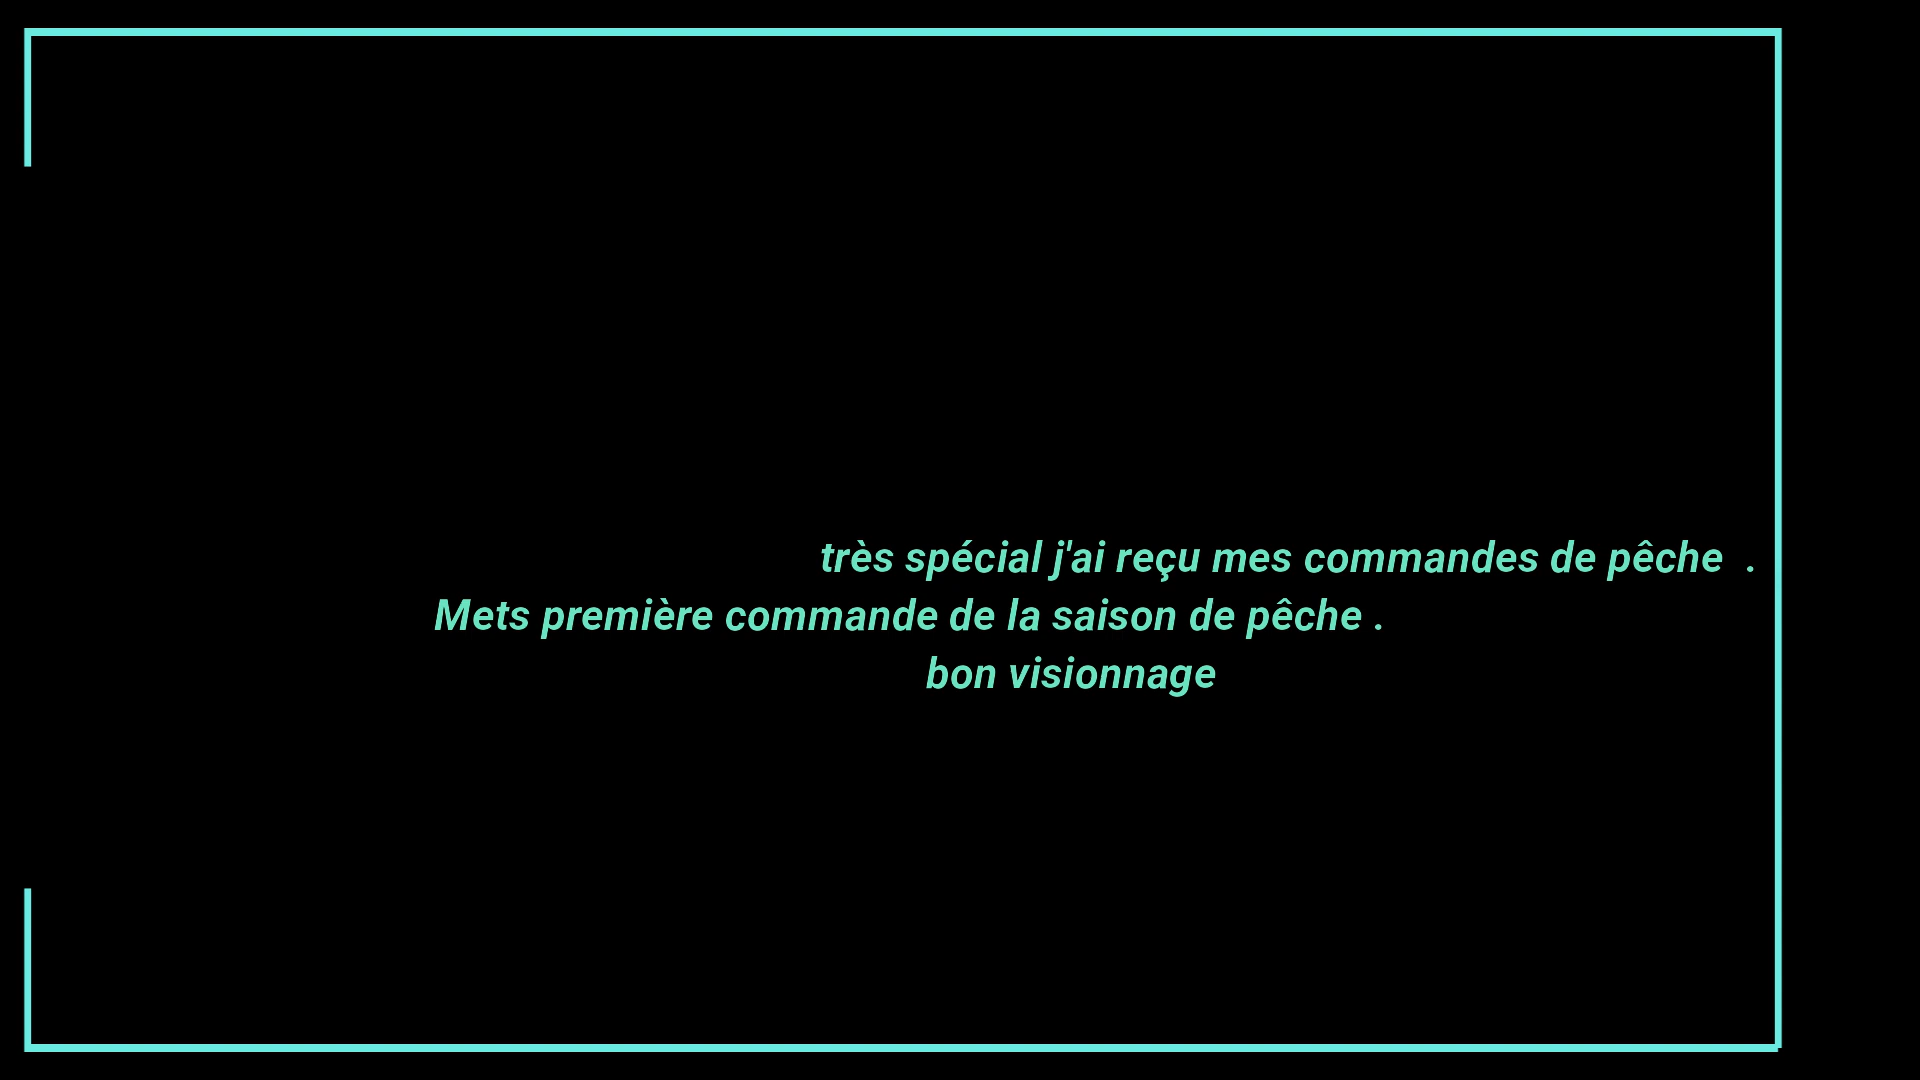 très spécial j'ai reçu mes commandes de pêche  .
Mets première commande de la saison de pêche .
bon visionnage